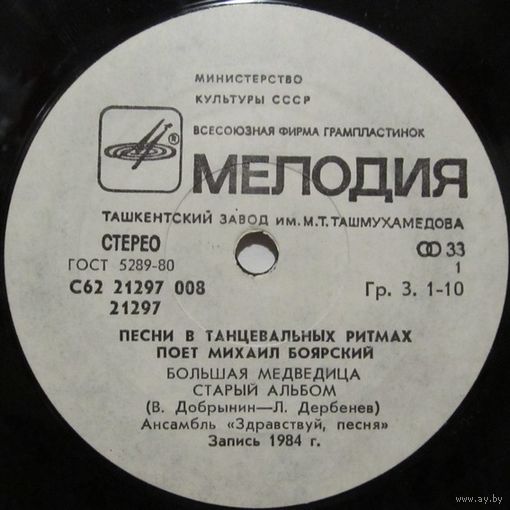 МИНИСТЕРСТВО
КУЛЬТУРЫ СССР
ВСЕСОЮЗНАЯ ФИРМА ГРАМПЛАСТИНОК
®
МЕЛОДИЯ
ТАШКЕНТСКИЙ ЗАВОД ИМ. М. Т. ТАШМУХАМЕДОВА
СТЕРЕО
33
ГОСТ 5289-80
1
С62 21297 008
Гр. 3. 1-10
21297
ПЕСНИ В ТАНЦЕВАЛЬНЫХ РИТМАХ
ПОЕТ МИХАИЛ БОЯРСКИЙ
БОЛЬШАЯ МЕДВЕДИЦА
СТАРЫЙ АЛЬБОМ
(В. Добрынин—Л. Дербенев)
Ансамбль «Здравствуй, песня»
Запись 1984 г.
www.ay.by